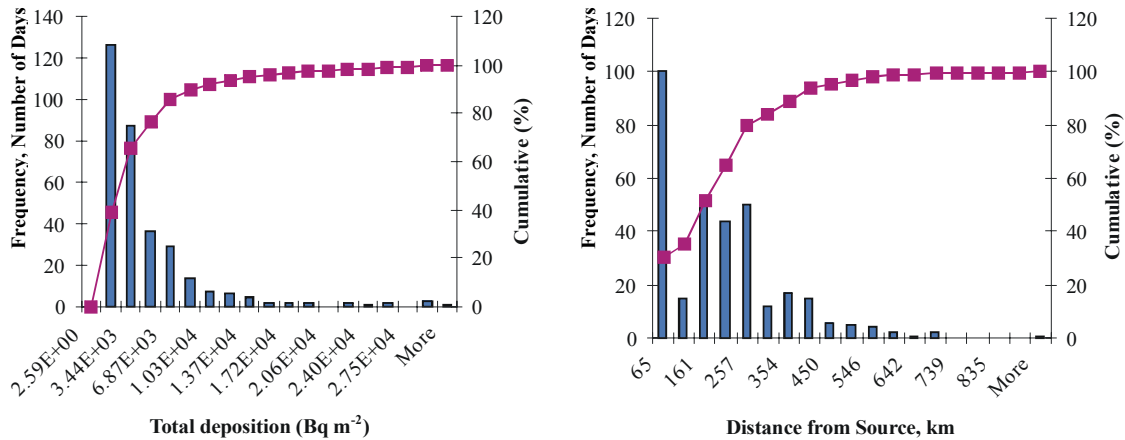 Frequency, Number of Days
140
120
100
80
60
40
20
0
120
100
80
60
40
20
0
Cumulative (%)
2.59E+00
3.44E+03
6.87E+03
1.03E+04
1.37E+04
1.72E+04
2.06E+04
2.40E+04
2.75E+04
More
Total deposition (Bq m⁻²)
Frequency, Number of Days
120
100
80
60
40
20
0
120
100
80
60
40
20
0
Cumulative (%)
65
161
257
354
450
546
642
739
835
More
Distance from Source, km